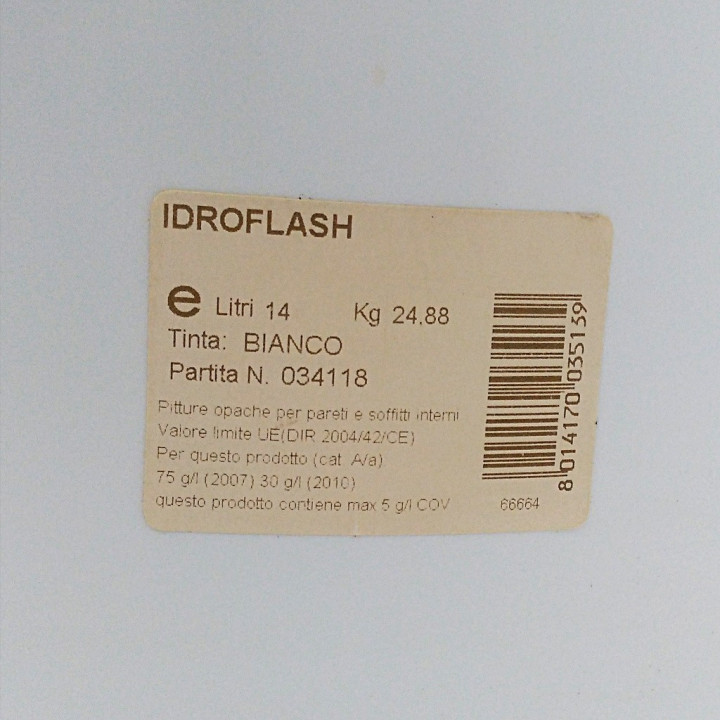 IDROFLASH
e Litri 14 Kg 24.88
Tinta: BIANCO
Partita N. 034118
Pitture opache per pareti e soffitti interni
Valore limite UE(DIR 2004/42/CE)
Per questo prodotto (cat. A/a)
75 g/l (2007) 30 g/l (2010)
questo prodotto contiene max 5 g/l COV
66664
8 014170 035139